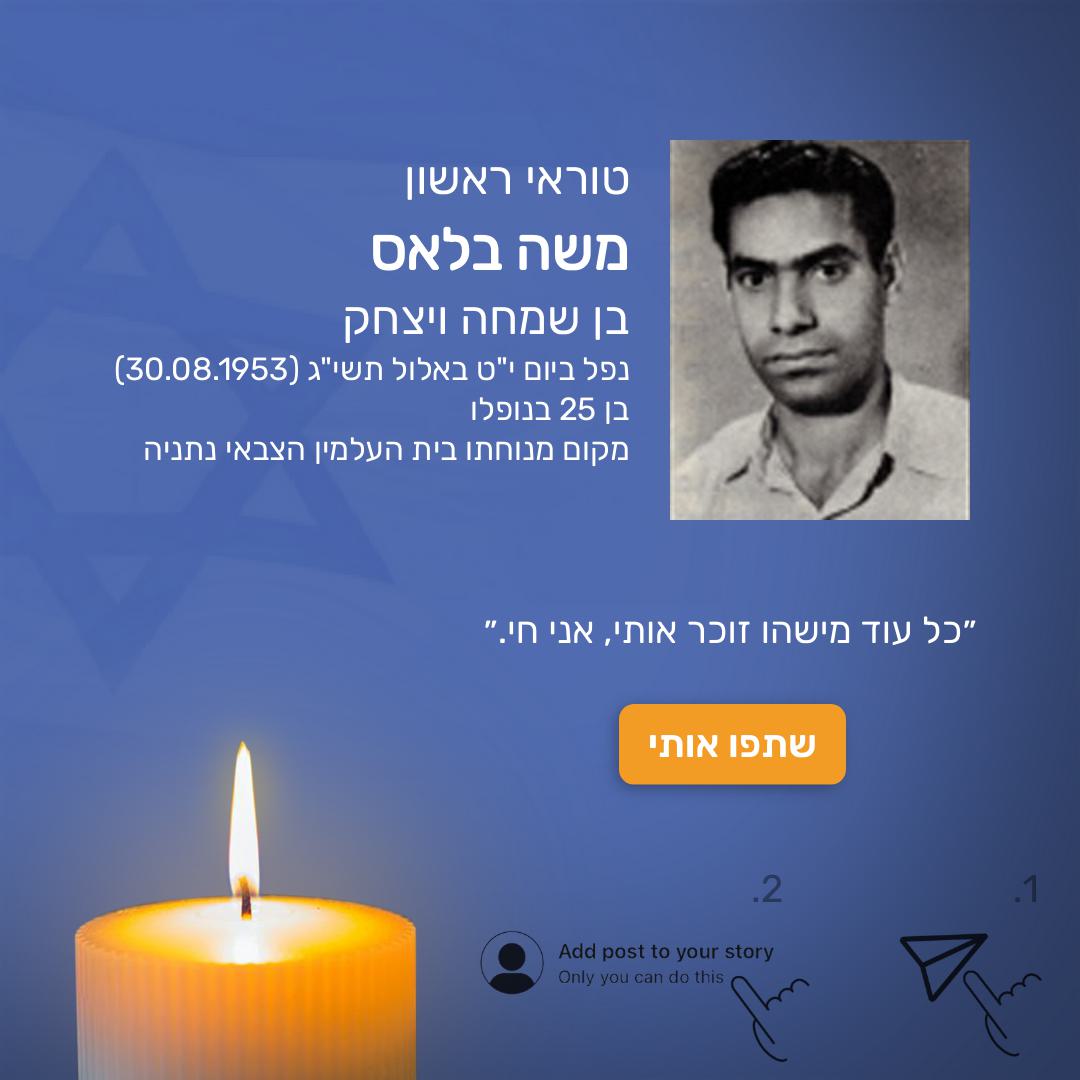 טוראי ראשון
משה בלאס
בן שמחה ויצחק
נפל ביום י"ט באלול תשי"ג (30.08.1953)
בן 25 בנופלו
מקום מנוחתו בית העלמין הצבאי נתניה
״כל עוד מישהו זוכר אותי, אני חי.״
שתפו אותי
1.
2.
Add post to your story
Only you can do this